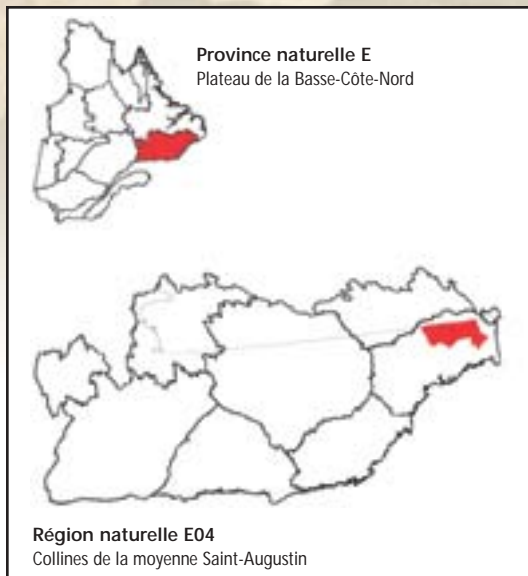 Province naturelle E
Plateau de la Basse-Côte-Nord
Région naturelle E04
Collines de la moyenne Saint-Augustin